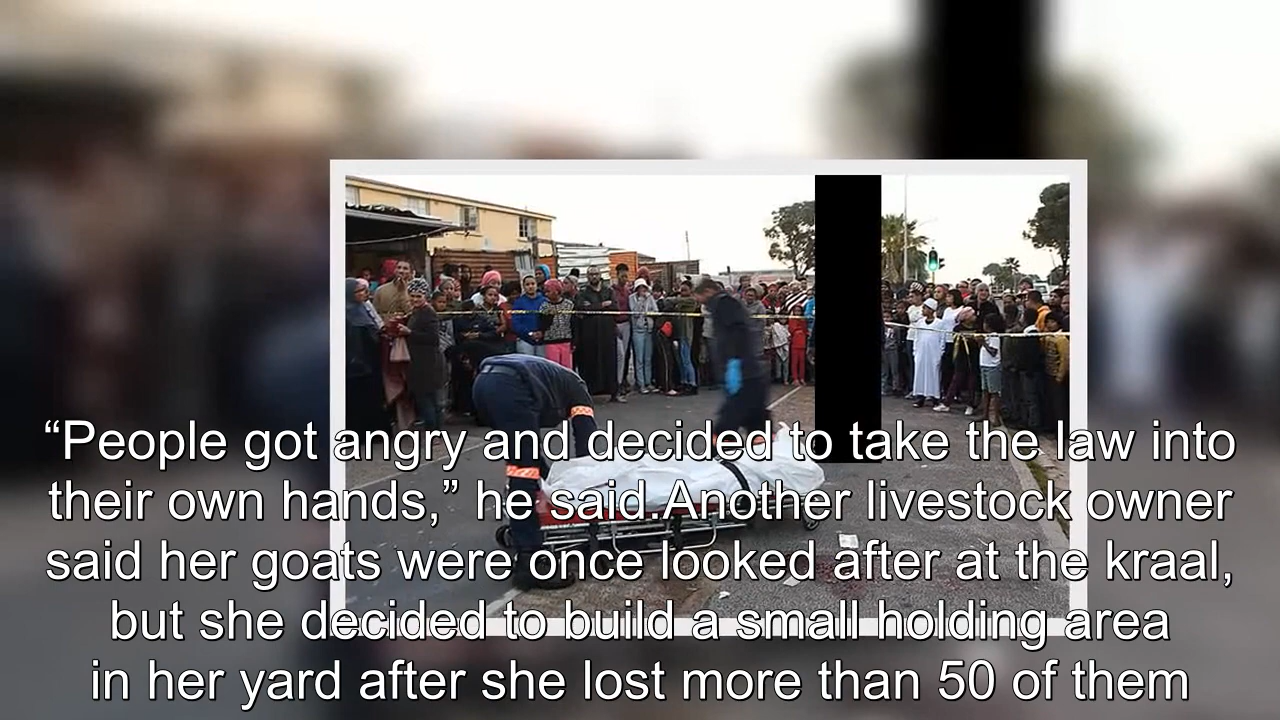 “People got angry and decided to take the law into
their own hands,” he said.Another livestock owner
said her goats were once looked after at the kraal,
but she decided to build a small holding area
in her yard after she lost more than 50 of them